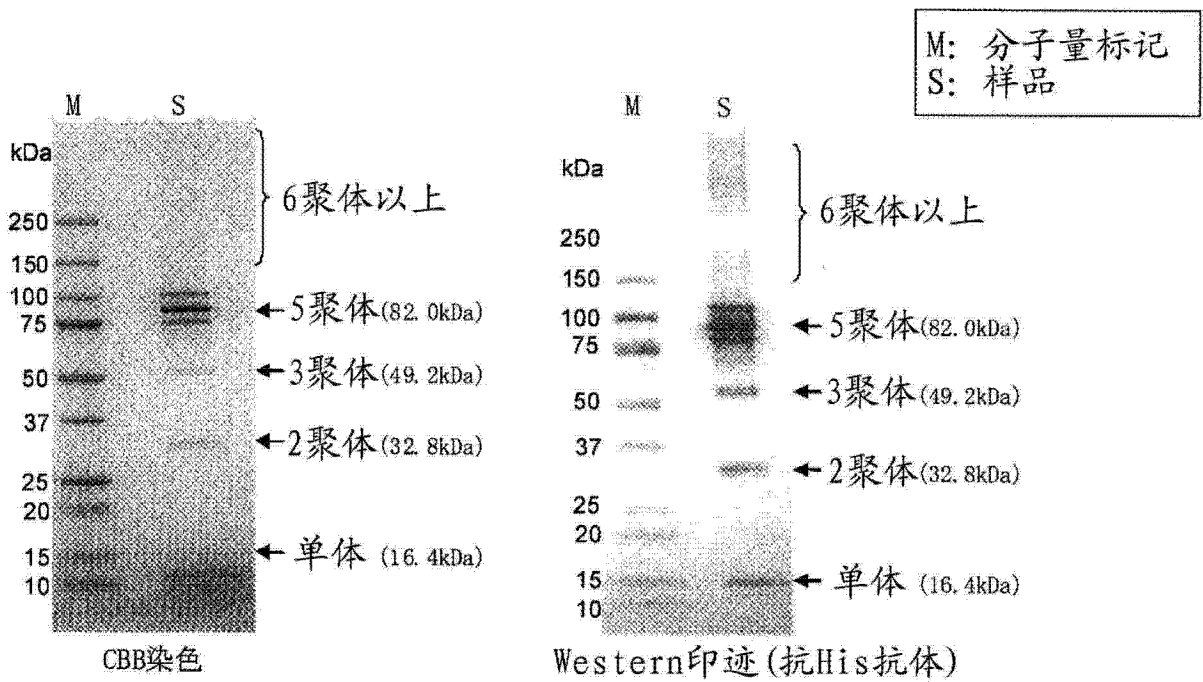 M: 分子量标记
S: 样品
M S
kDa
250
150
100
75
50
37
25
20
15
10
6聚体以上
5聚体(82.0kDa)
3聚体(49.2kDa)
2聚体(32.8kDa)
单体 (16.4kDa)
CBB染色
M S
kDa
250
150
100
75
50
37
25
20
15
10
6聚体以上
5聚体(82.0kDa)
3聚体(49.2kDa)
2聚体(32.8kDa)
单体 (16.4kDa)
Western印迹(抗His抗体)